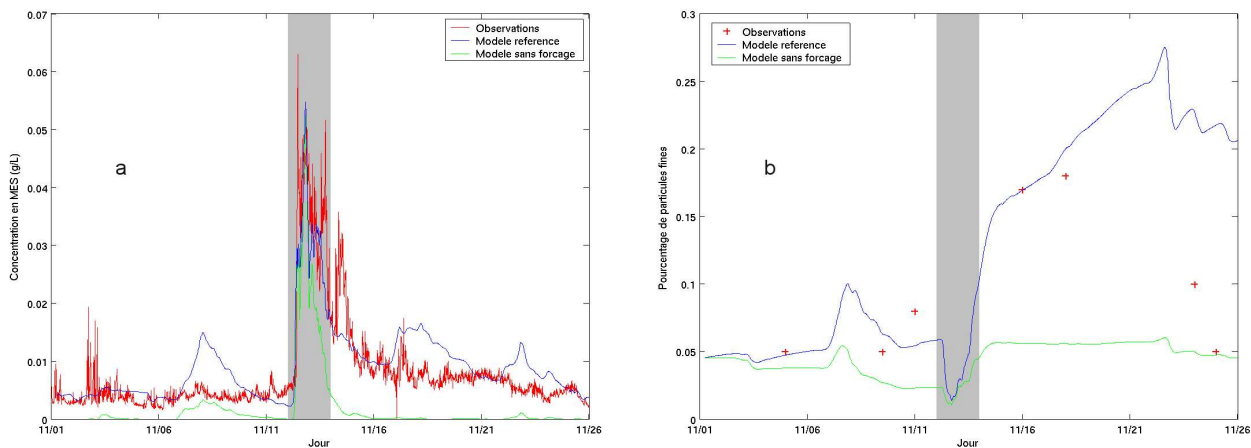 0.07
0.06
0.05
0.04
0.03
0.02
0.01
0
Concentration en MES (g/L)
a
Observations
Modele reference
Modele sans forcage
11/01
11/06
11/11
11/16
11/21
11/26
Jour
0.3
0.25
0.2
0.15
0.1
0.05
0
Pourcentage de particules fines
b
Observations
Modele reference
Modele sans forcage
11/01
11/06
11/11
11/16
11/21
11/26
Jour